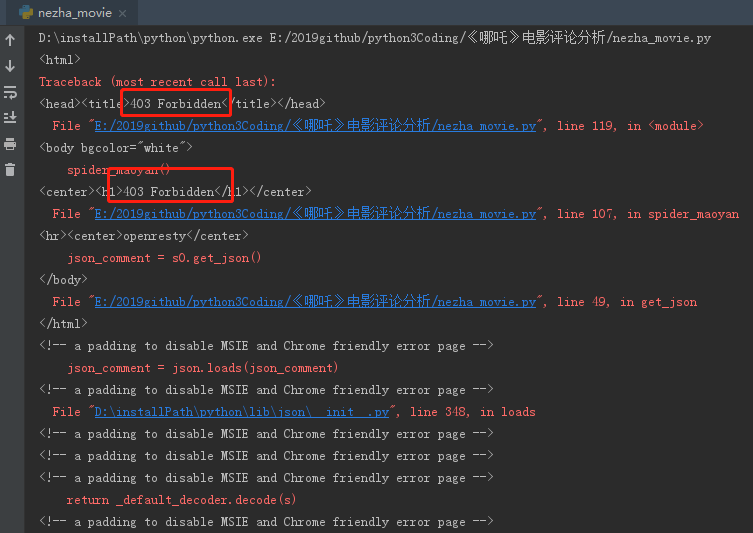 nezha_movie
D:\installPath\python\python.exe E:/2019github/python3Coding/《哪吒》电影评论分析/nezha_movie.py
<html>
Traceback (most recent call last):
<head><title>403 Forbidden</title></head>
File "E:/2019github/python3Coding/《哪吒》电影评论分析/nezha_movie.py", line 119, in <module>
<body bgcolor="white">
spider_maoyan()
<center><h1>403 Forbidden</h1></center>
File "E:/2019github/python3Coding/《哪吒》电影评论分析/nezha_movie.py", line 107, in spider_maoyan
<hr><center>openresty</center>
json_comment = s0.get_json()
</body>
File "E:/2019github/python3Coding/《哪吒》电影评论分析/nezha_movie.py", line 49, in get_json
</html>
<!-- a padding to disable MSIE and Chrome friendly error page -->
json_comment = json.loads(json_comment)
<!-- a padding to disable MSIE and Chrome friendly error page -->
File "D:\installPath\python\lib\json\__init__.py", line 348, in loads
<!-- a padding to disable MSIE and Chrome friendly error page -->
<!-- a padding to disable MSIE and Chrome friendly error page -->
<!-- a padding to disable MSIE and Chrome friendly error page -->
return _default_decoder.decode(s)
<!-- a padding to disable MSIE and Chrome friendly error page -->